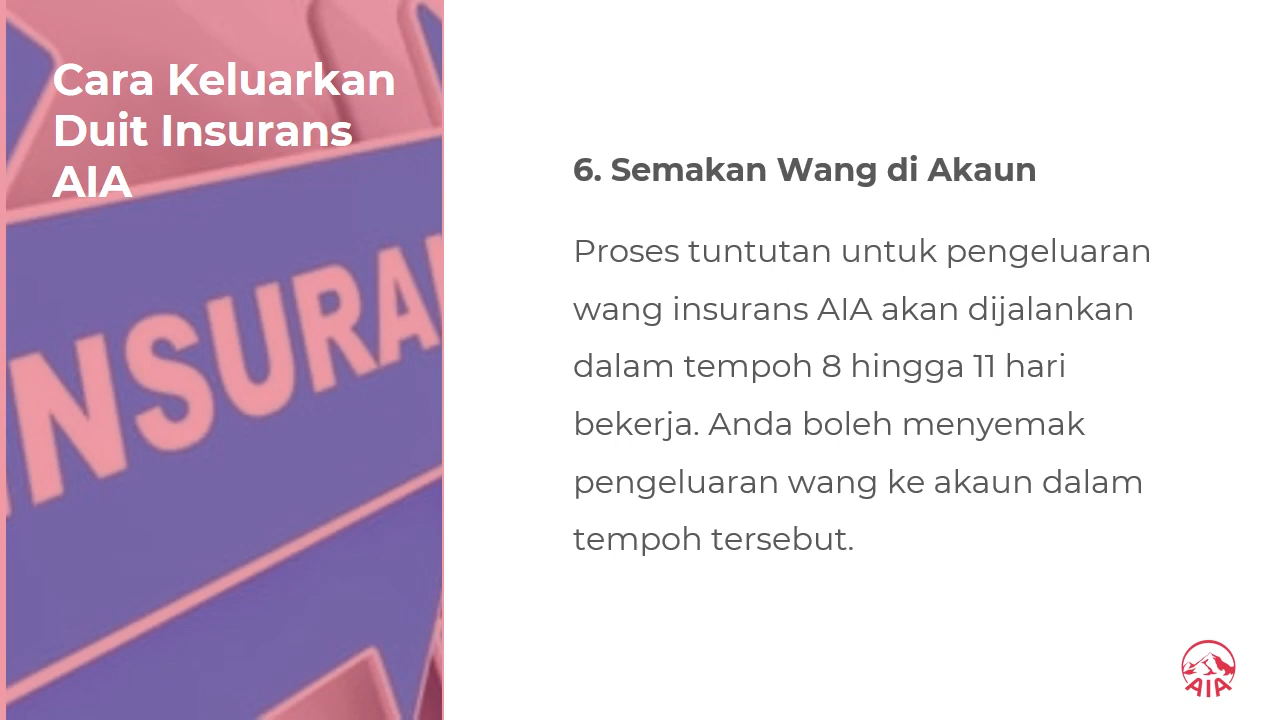 Cara Keluarkan
Duit Insurans
AIA
INSURA
6. Semakan Wang di Akaun
Proses tuntutan untuk pengeluaran
wang insurans AIA akan dijalankan
dalam tempoh 8 hingga 11 hari
bekerja. Anda boleh menyemak
pengeluaran wang ke akaun dalam
tempoh tersebut.
AIA